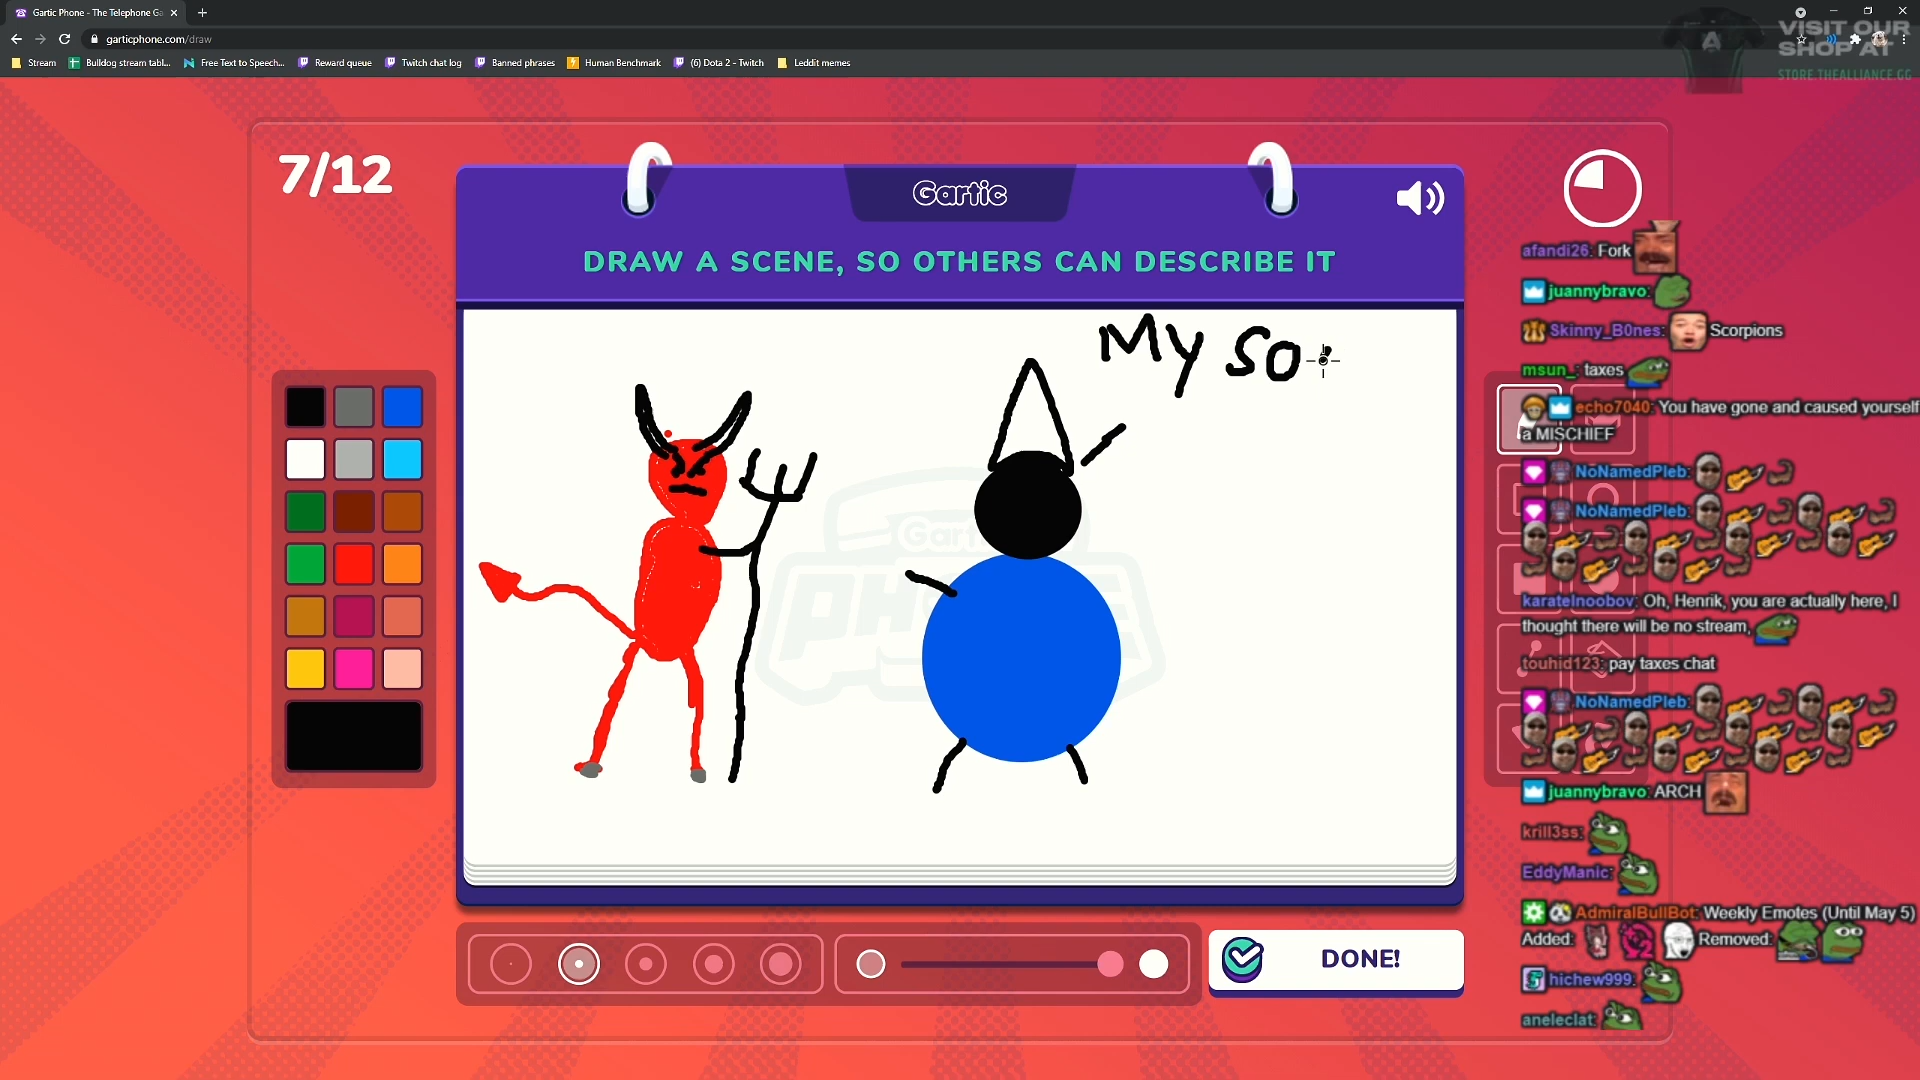 Gartic Phone - The Telephone Ga
garticphone.com/draw
Stream
Bulldog stream tabl...
Free Text to Speech...
Reward queue
Twitch chat log
Banned phrases
Human Benchmark
(6) Dota 2 - Twitch
Leddit memes
VISIT OUR
SHOP AT
STORE.THEALLIANCE.GG
7/12
Gartic
DRAW A SCENE, SO OTHERS CAN DESCRIBE IT
My SO
Gartic
PHONE
DONE!
afandi26: Fork
juannybravo:
Skinny_B0nes: Scorpions
msun_: taxes
echo7040: You have gone and caused yourself
a MISCHIEF
NoNamedPleb:
NoNamedPleb:
karatelnoobov: Oh, Henrik, you are actually here, I
thought there will be no stream,
touhid123: pay taxes chat
NoNamedPleb:
juannybravo: ARCH
krill3ss:
EddyManic:
AdmiralBullBot: Weekly Emotes (Until May 5)
Added: Removed:
hichew999:
aneleclat: